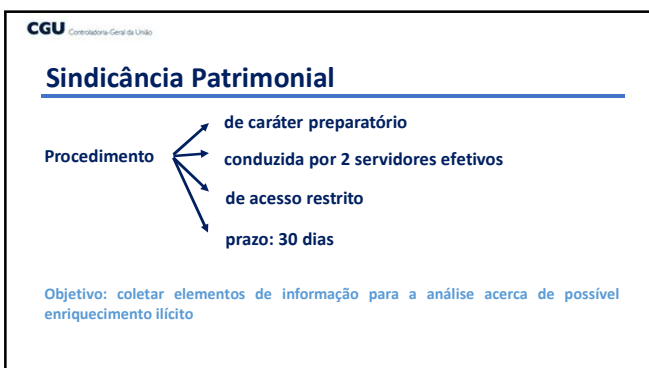 CGU Controladoria-Geral da União
Sindicância Patrimonial
de caráter preparatório
Procedimento
conduzida por 2 servidores efetivos
de acesso restrito
prazo: 30 dias
Objetivo: coletar elementos de informação para a análise acerca de possível
enriquecimento ilícito